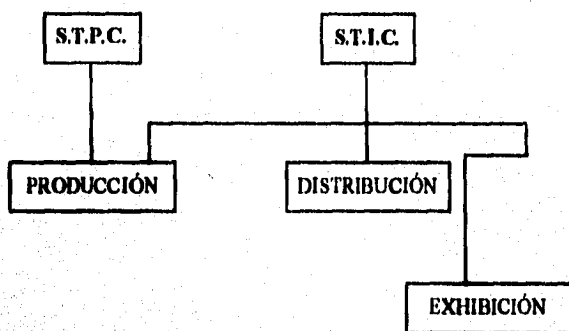 S.T.P.C.
S.T.I.C.
PRODUCCIÓN
DISTRIBUCIÓN
EXHIBICIÓN